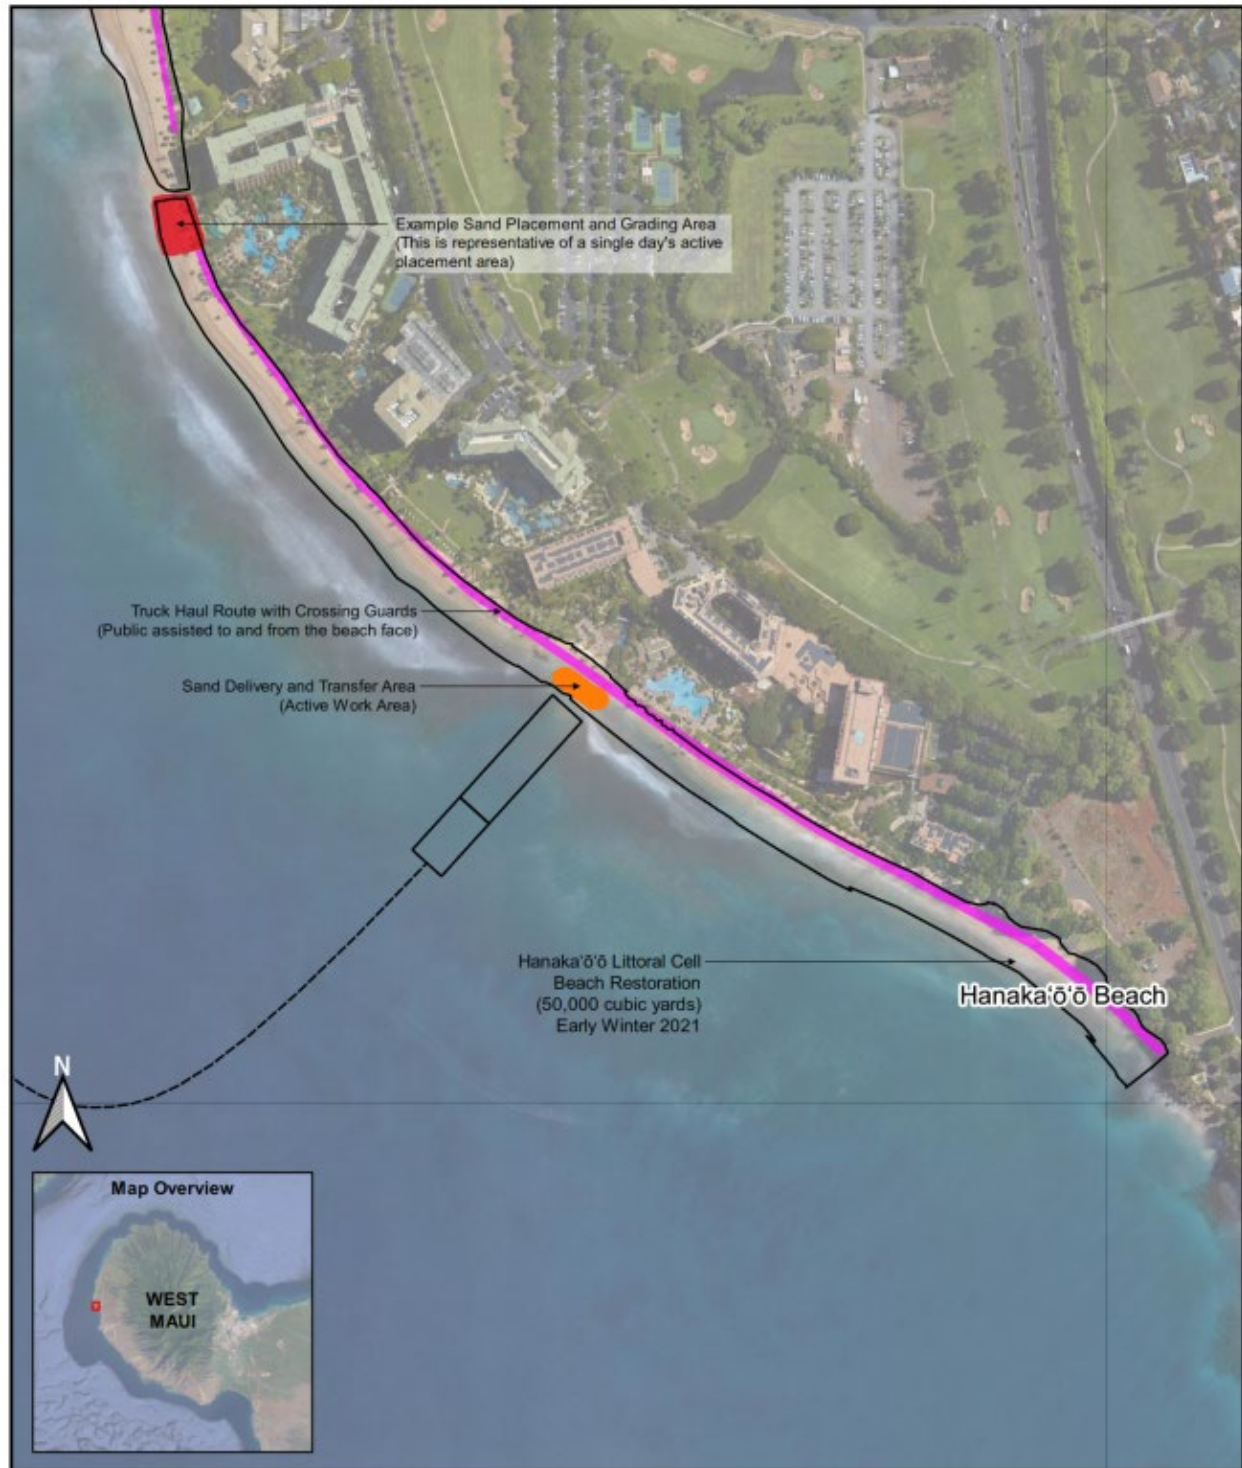 Example Sand Placement and Grading Area
(This is representative of a single day's active
placement area)
Truck Haul Route with Crossing Guards
(Public assisted to and from the beach face)
Sand Delivery and Transfer Area
(Active Work Area)
Hanakaʻōʻō Littoral Cell
Beach Restoration
(50,000 cubic yards)
Early Winter 2021
Hanakaʻōʻō Beach
N
Map Overview
WEST
MAUI